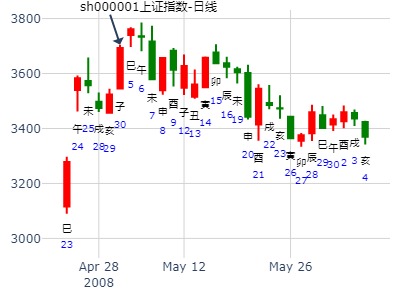 sh000001上证指数-日线
3800
3600
3400
3200
3000
巳
23
午
24
未
25
戌
28
亥
29
子
30
巳
5
午
6
未
7
申
8
酉
9
子
12
丑
13
寅
14
卯
15
辰
16
未
19
申
20
酉
21
戌
22
亥
23
寅
26
卯
27
辰
28
巳
29
午
30
酉
2
戌
3
亥
4
Apr 28
2008
May 12
May 26